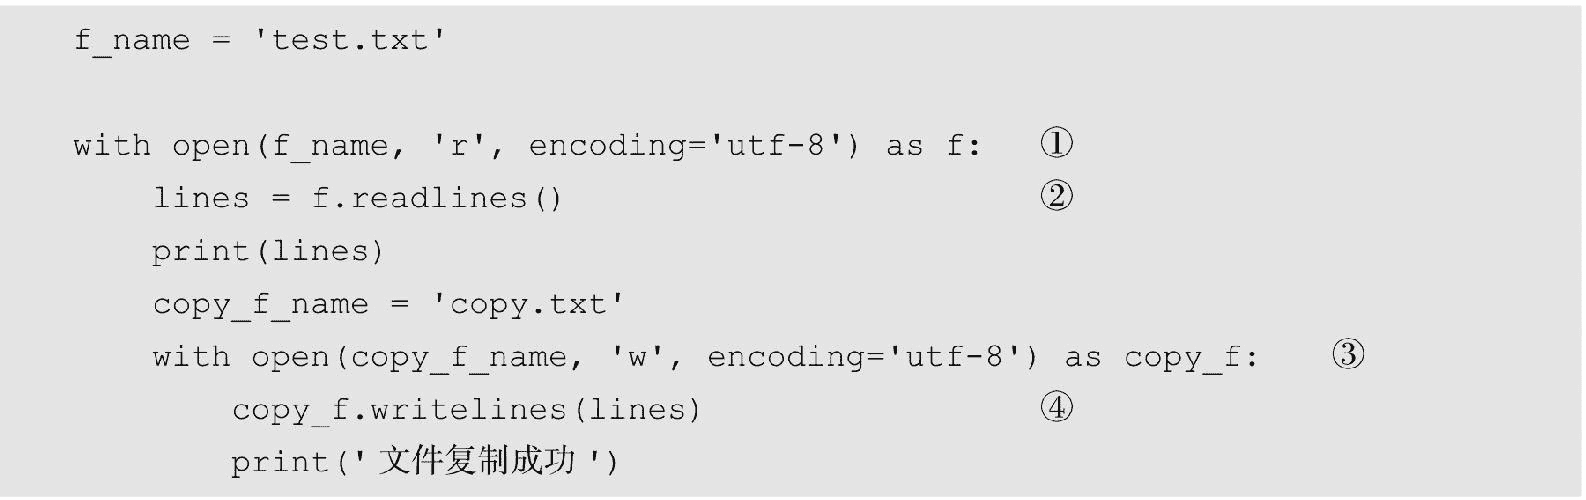 f_name = 'test.txt'
with open(f_name, 'r', encoding='utf-8') as f: ①
lines = f.readlines() ②
print(lines)
copy_f_name = 'copy.txt'
with open(copy_f_name, 'w', encoding='utf-8') as copy_f: ③
copy_f.writelines(lines) ④
print(' 文件复制成功 ')